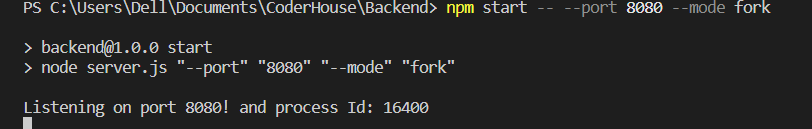 PS C:\Users\Dell\Documents\CoderHouse\Backend> npm start -- --port 8080 --mode fork
> backend@1.0.0 start
> node server.js "--port" "8080" "--mode" "fork"
Listening on port 8080! and process Id: 16400